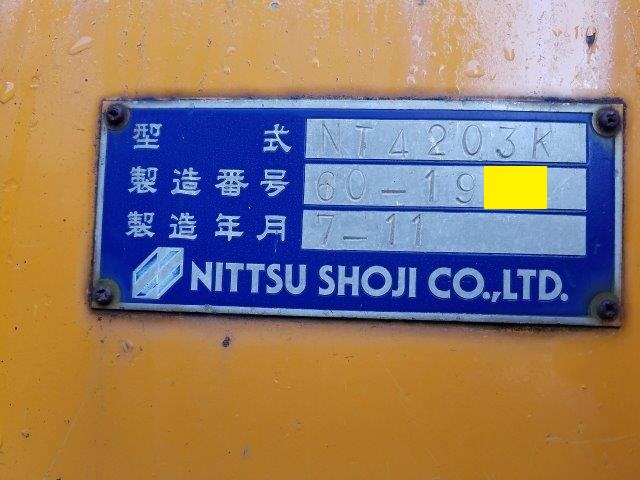 型式 NT4203K
製造番号 60-19
製造年月 7-11
NITTSU SHOJI CO.,LTD.